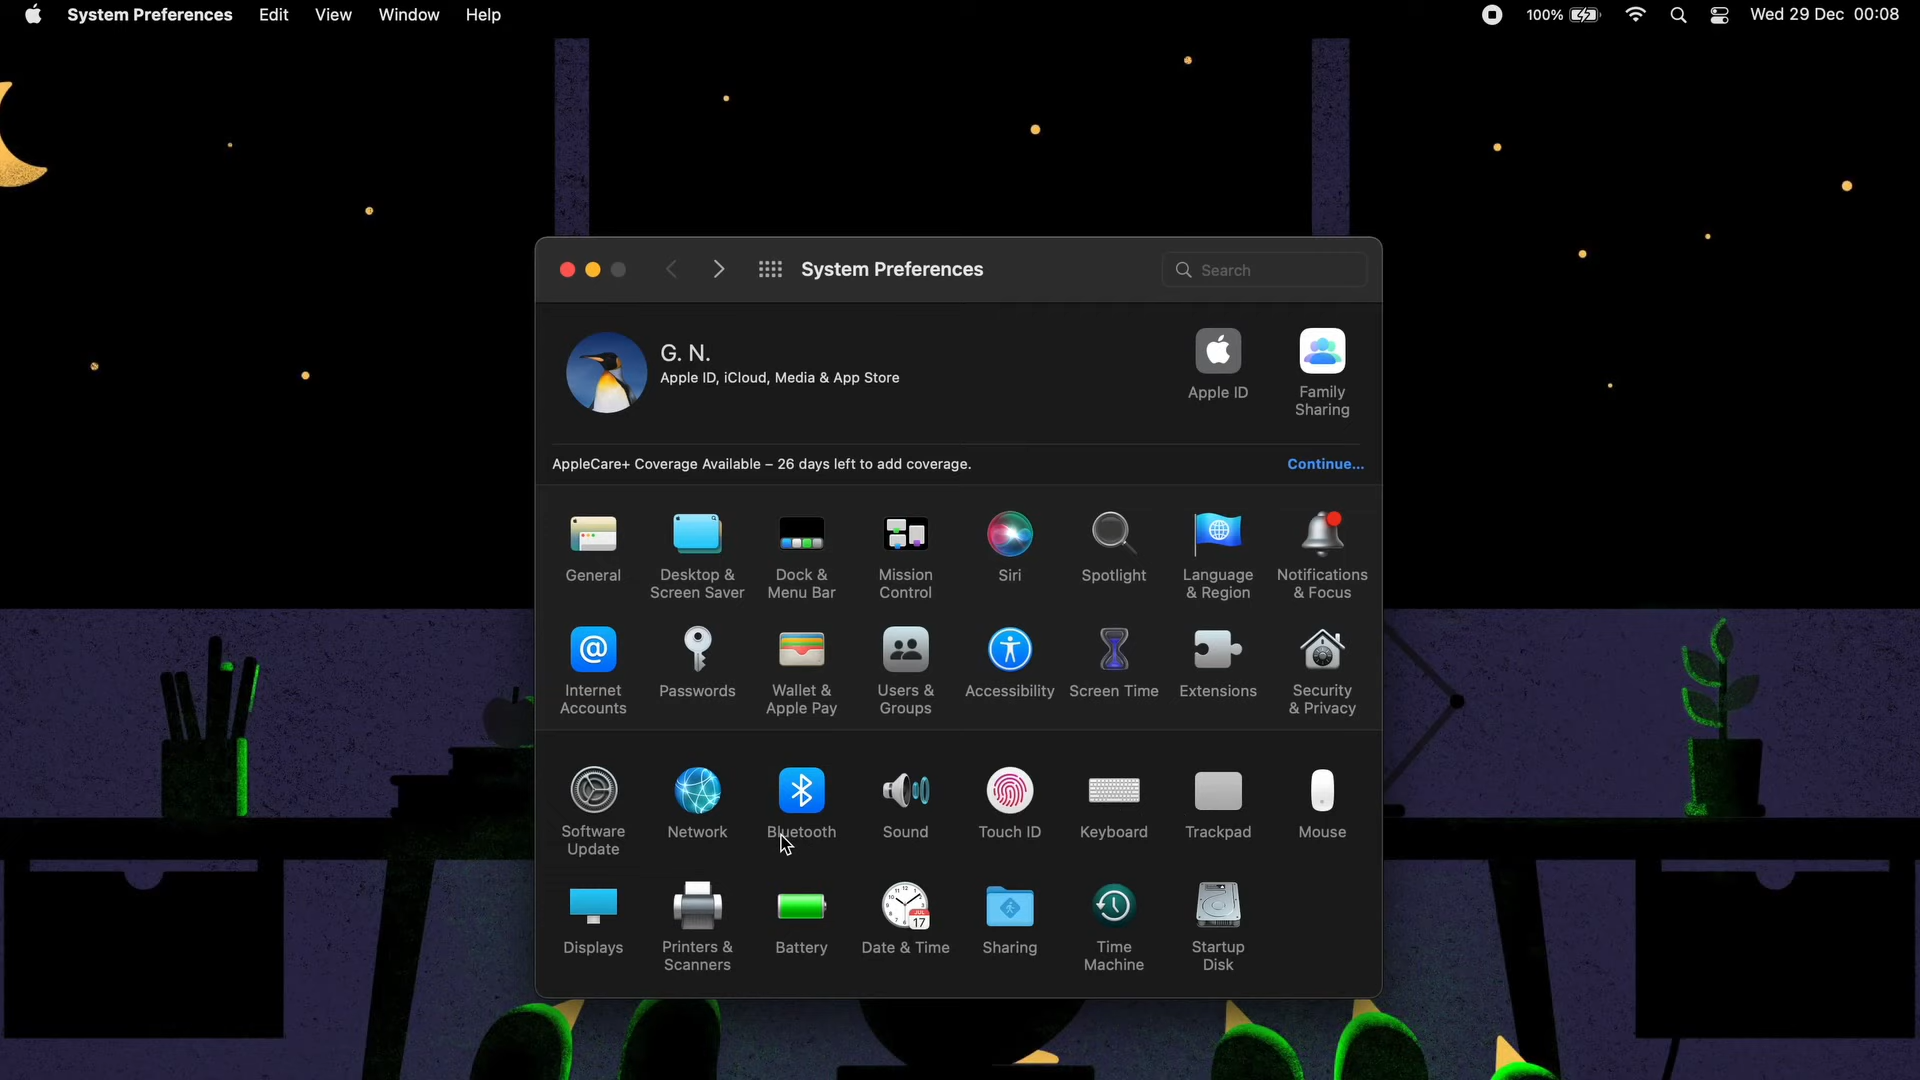 System Preferences Edit View Window Help 100% Wed 29 Dec 00:08
System Preferences Search
G. N.
Apple ID, iCloud, Media & App Store
Apple ID
Family
Sharing
AppleCare+ Coverage Available – 26 days left to add coverage. Continue...
General
Desktop &
Screen Saver
Dock &
Menu Bar
Mission
Control
Siri
Spotlight
Language
& Region
Notifications
& Focus
Internet
Accounts
Passwords
Wallet &
Apple Pay
Users &
Groups
Accessibility
Screen Time
Extensions
Security
& Privacy
Software
Update
Network
Bluetooth
Sound
Touch ID
Keyboard
Trackpad
Mouse
Displays
Printers &
Scanners
Battery
JUL
17
Date & Time
Sharing
Time
Machine
Startup
Disk